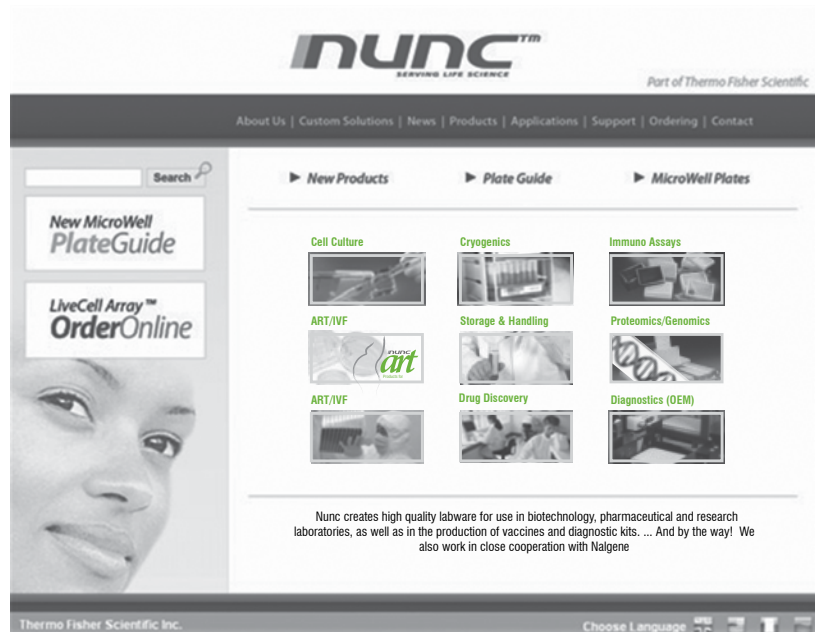 nunc™
SERVING LIFE SCIENCE
Part of Thermo Fisher Scientific
About Us | Custom Solutions | News | Products | Applications | Support | Ordering | Contact
Search
New Products
Plate Guide
MicroWell Plates
New MicroWell
PlateGuide
LiveCell Array™
OrderOnline
Cell Culture
Cryogenics
Immuno Assays
ART/IVF
Storage & Handling
Proteomics/Genomics
nunc
art
ART/IVF
Drug Discovery
Diagnostics (OEM)
Nunc creates high quality labware for use in biotechnology, pharmaceutical and research
laboratories, as well as in the production of vaccines and diagnostic kits. ... And by the way! We
also work in close cooperation with Nalgene
Thermo Fisher Scientific Inc.
Choose Language